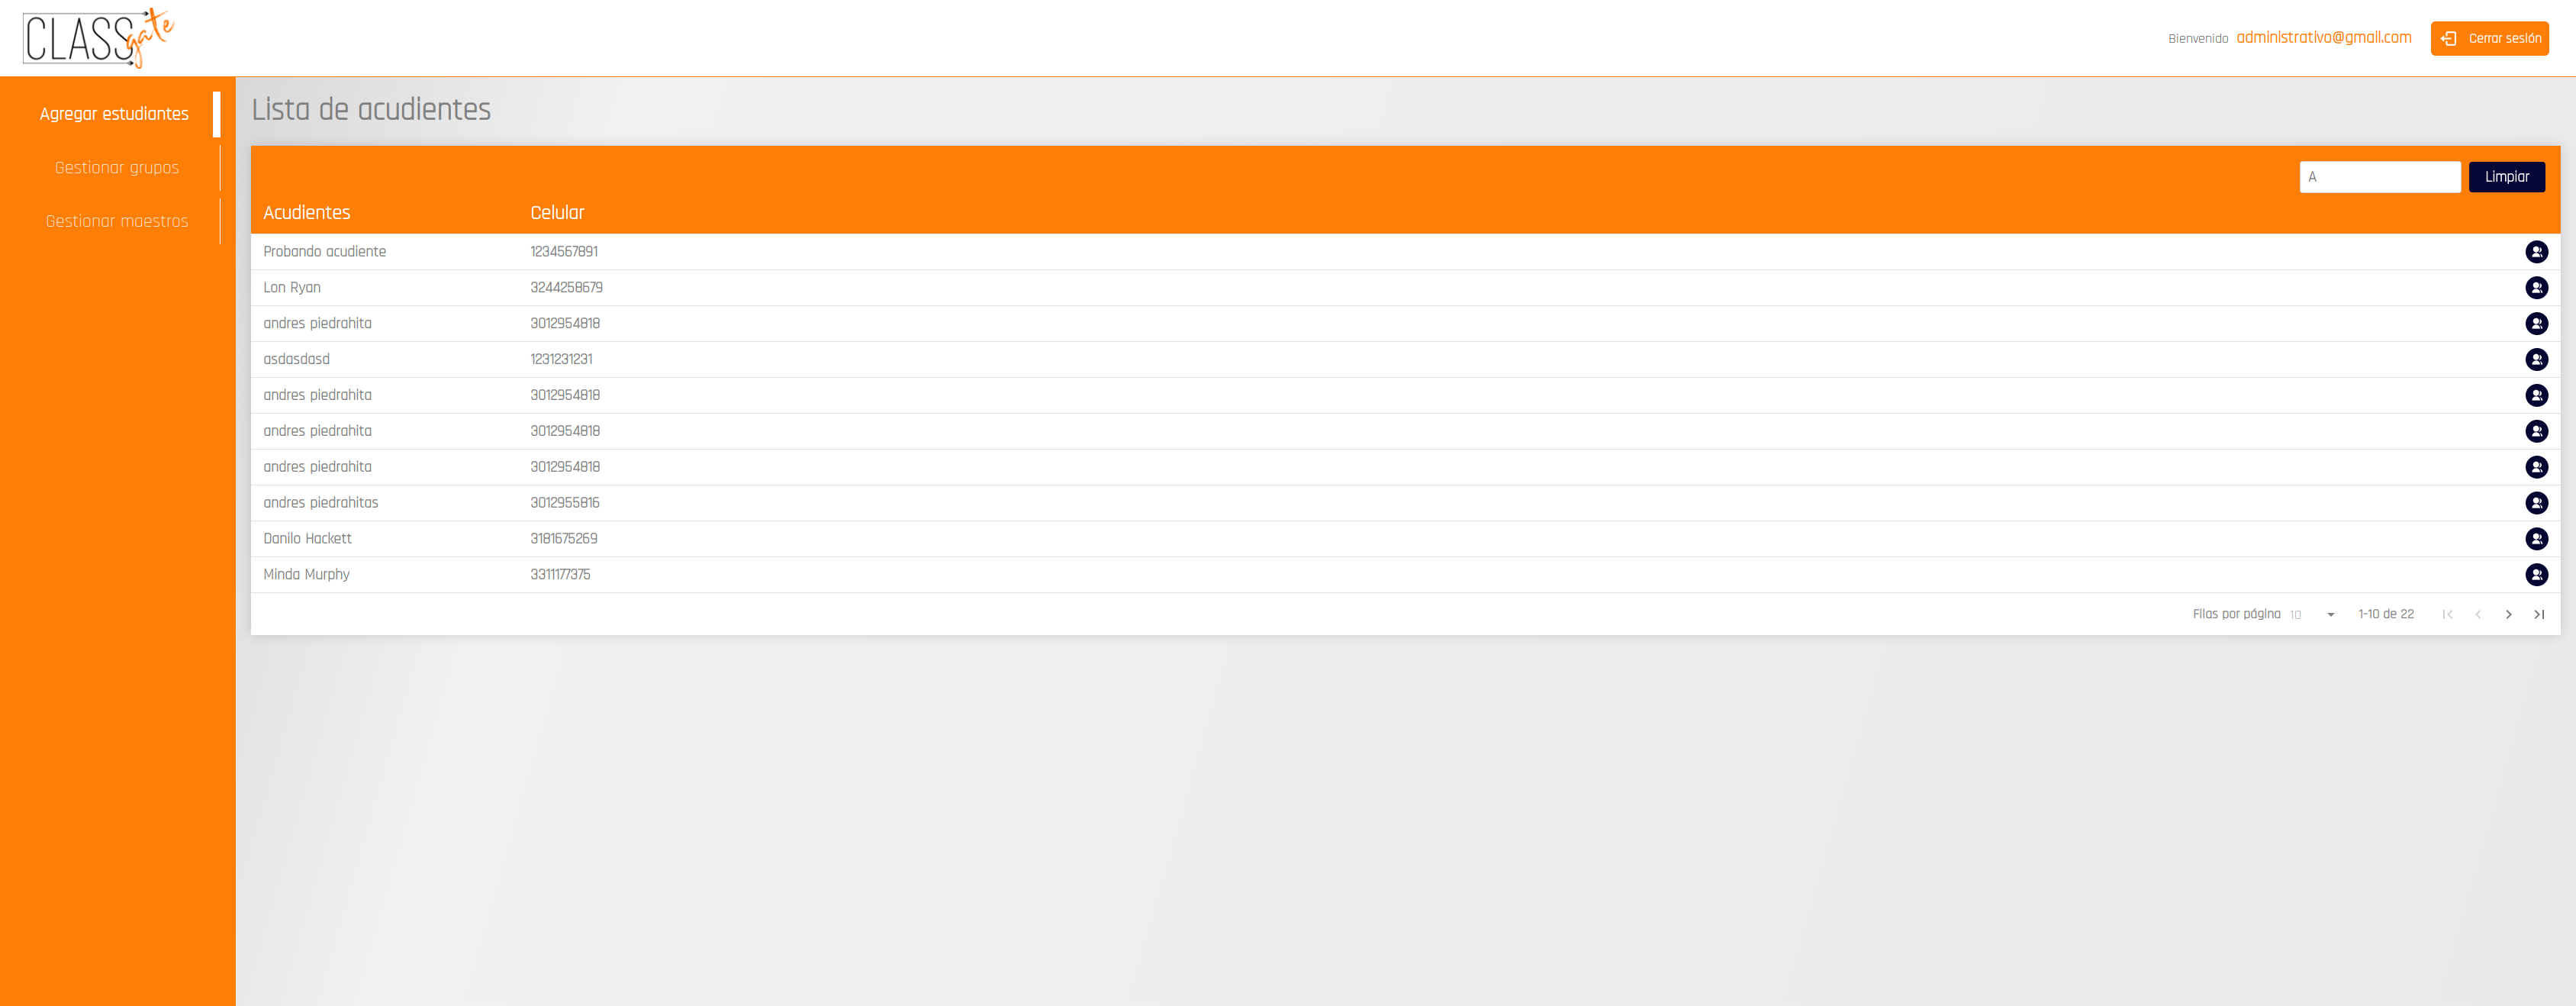 CLASS gate
Bienvenido administrativo@gmail.com Cerrar sesión
Agregar estudiantes
Gestionar grupos
Gestionar maestros
Lista de acudientes
A Limpiar
Acudientes Celular
Probando acudiente 1234567891
Lon Ryan 3244258679
andres piedrahita 3012954818
asdasdasd 1231231231
andres piedrahita 3012954818
andres piedrahita 3012954818
andres piedrahita 3012954818
andres piedrahitas 3012955816
Danilo Hackett 3181675269
Minda Murphy 3311177375
Filas por página 10 1-10 de 22